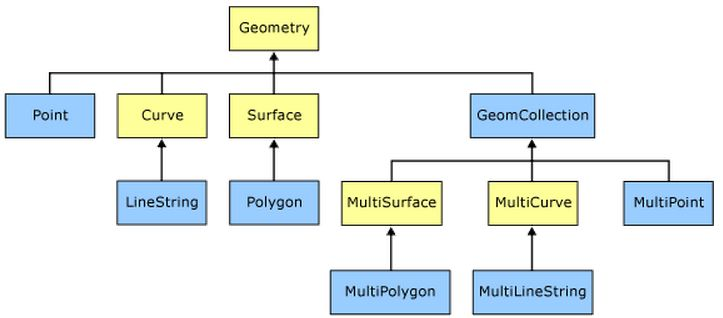 Geometry
Point
Curve
Surface
GeomCollection
LineString
Polygon
MultiSurface
MultiCurve
MultiPoint
MultiPolygon
MultiLineString